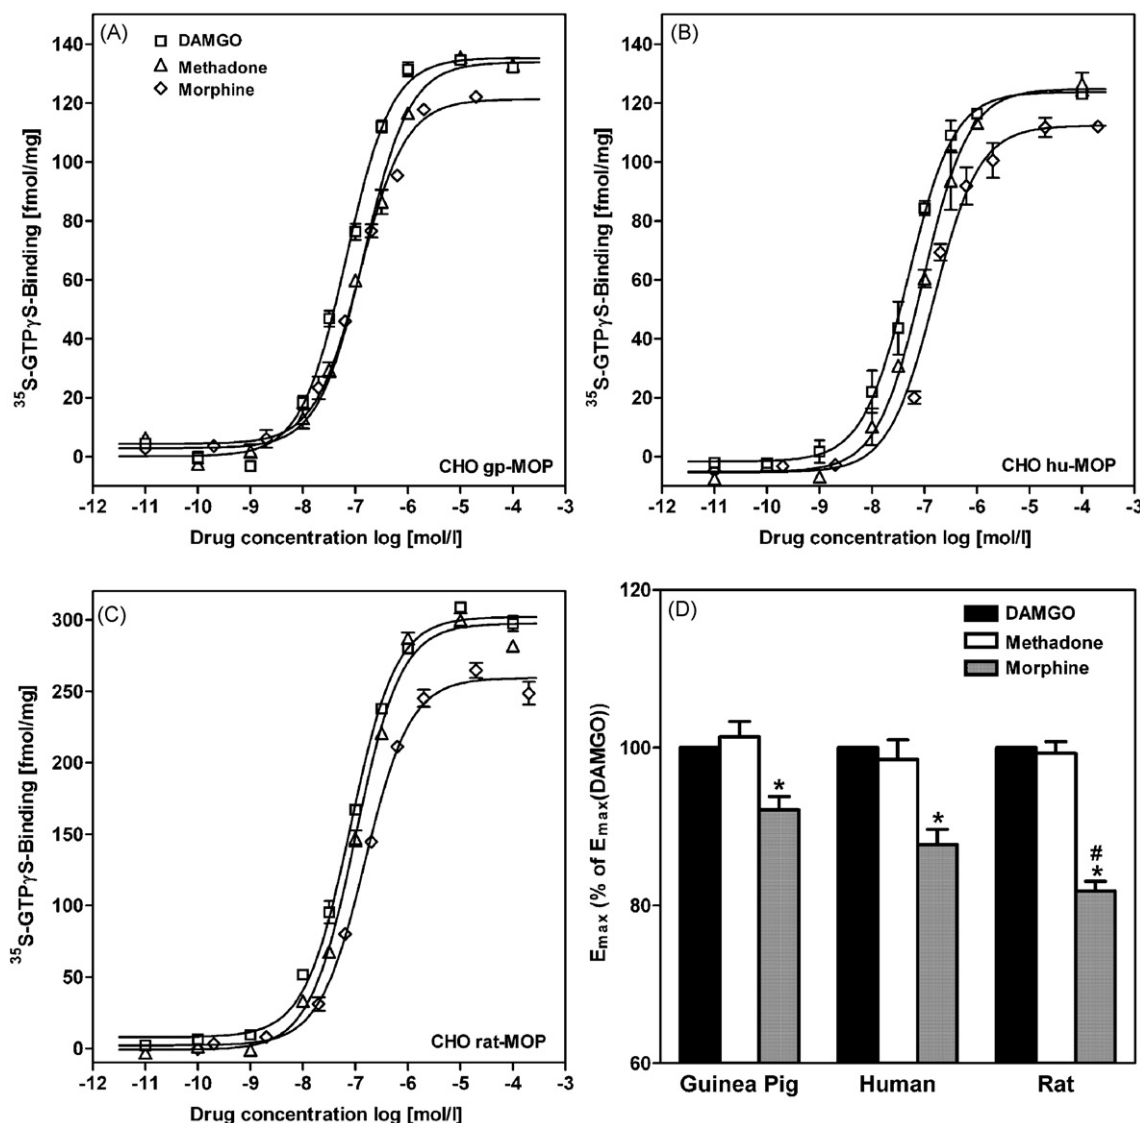 (A)
DAMGO
Methadone
Morphine
140
120
100
80
60
40
20
0
³⁵S-GTPγS-Binding [fmol/mg]
CHO gp-MOP
-12 -11 -10 -9 -8 -7 -6 -5 -4 -3
Drug concentration log [mol/l]
(B)
140
120
100
80
60
40
20
0
³⁵S-GTPγS-Binding [fmol/mg]
CHO hu-MOP
-12 -11 -10 -9 -8 -7 -6 -5 -4 -3
Drug concentration log [mol/l]
(C)
300
250
200
150
100
50
0
³⁵S-GTPγS-Binding [fmol/mg]
CHO rat-MOP
-12 -11 -10 -9 -8 -7 -6 -5 -4 -3
Drug concentration log [mol/l]
(D)
DAMGO
Methadone
Morphine
120
100
80
60
Emax (% of Emax(DAMGO))
*
*
#
*
Guinea Pig Human Rat